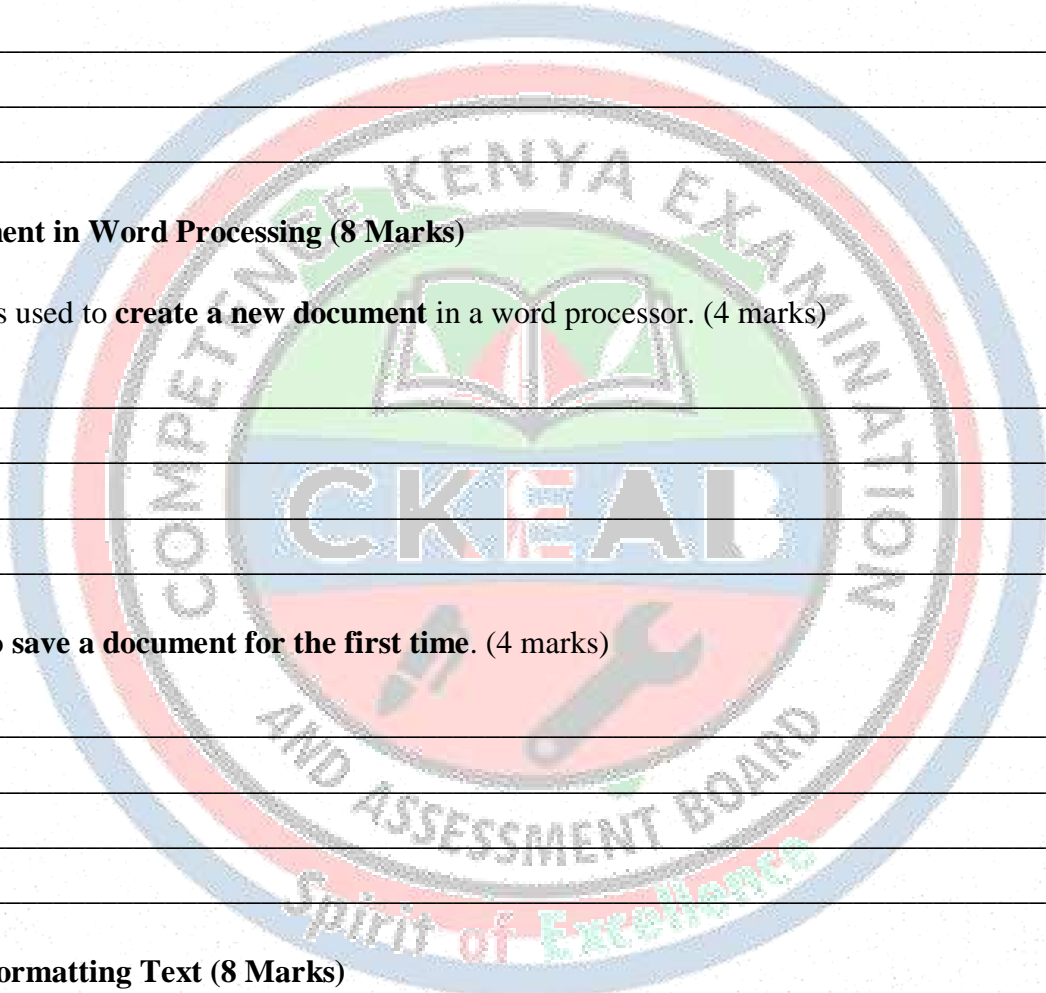 ment in Word Processing (8 Marks)
s used to create a new document in a word processor. (4 marks)
save a document for the first time. (4 marks)
ormatting Text (8 Marks)
COMPETENCE KENYA EXAMINATION
CKEAB
AND ASSESSMENT BOARD
Spirit of Excellence